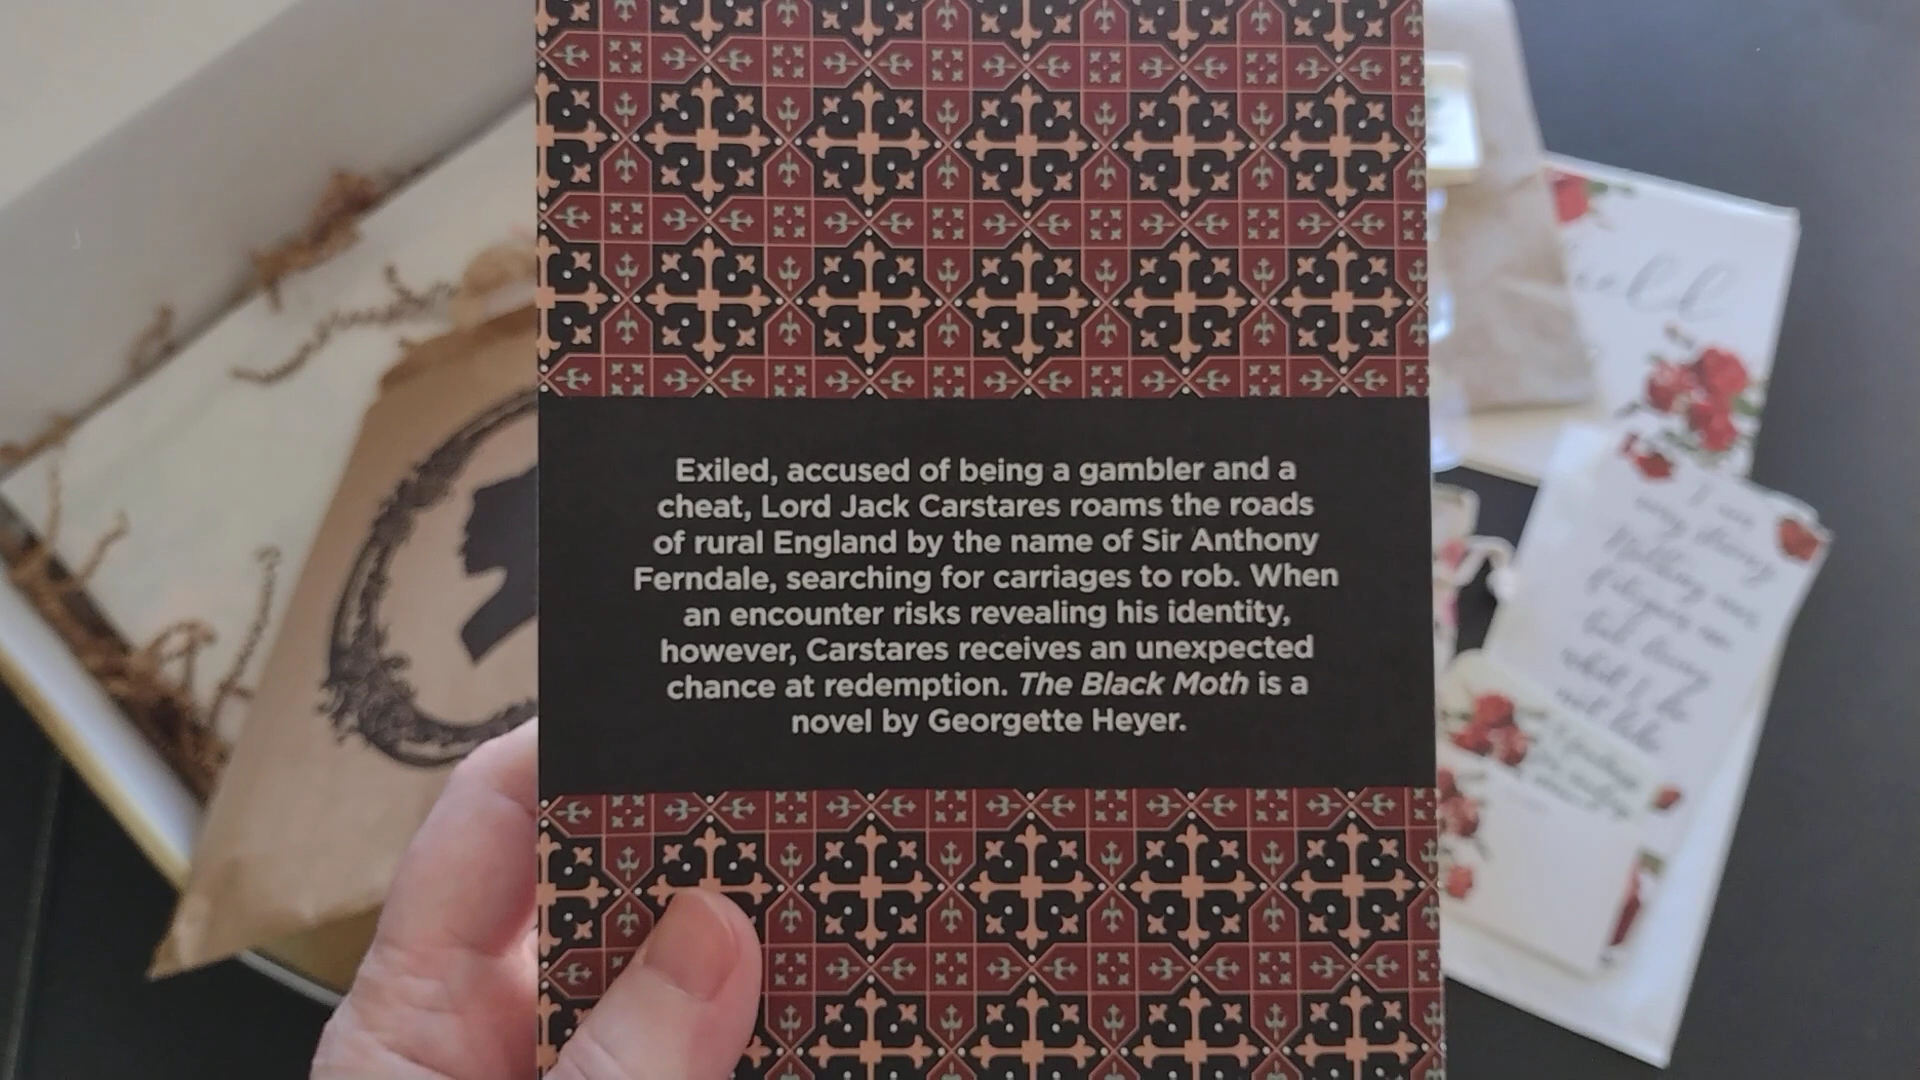 Exiled, accused of being a gambler and a
cheat, Lord Jack Carstares roams the roads
of rural England by the name of Sir Anthony
Ferndale, searching for carriages to rob. When
an encounter risks revealing his identity,
however, Carstares receives an unexpected
chance at redemption. The Black Moth is a
novel by Georgette Heyer.
I am